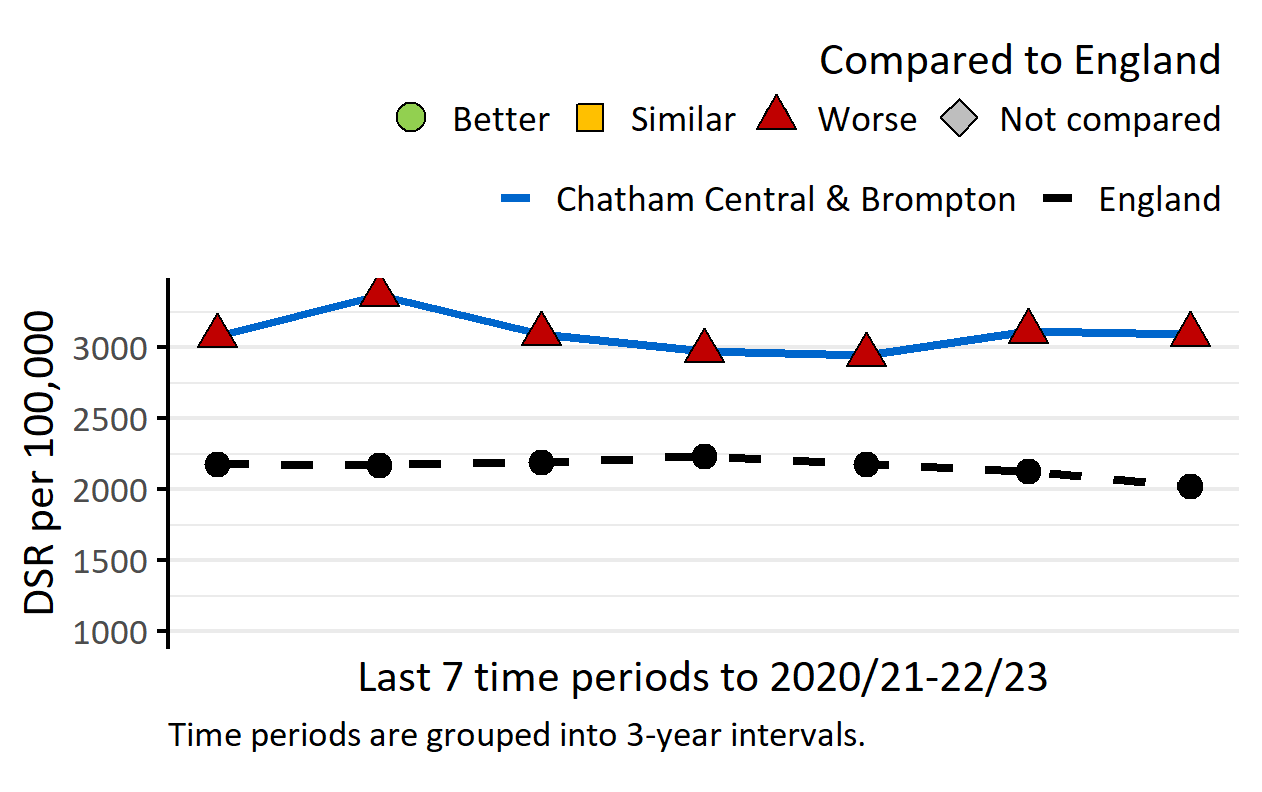 Compared to England
Better Similar Worse Not compared
Chatham Central & Brompton England
DSR per 100,000
3000
2500
2000
1500
1000
Last 7 time periods to 2020/21-22/23
Time periods are grouped into 3-year intervals.